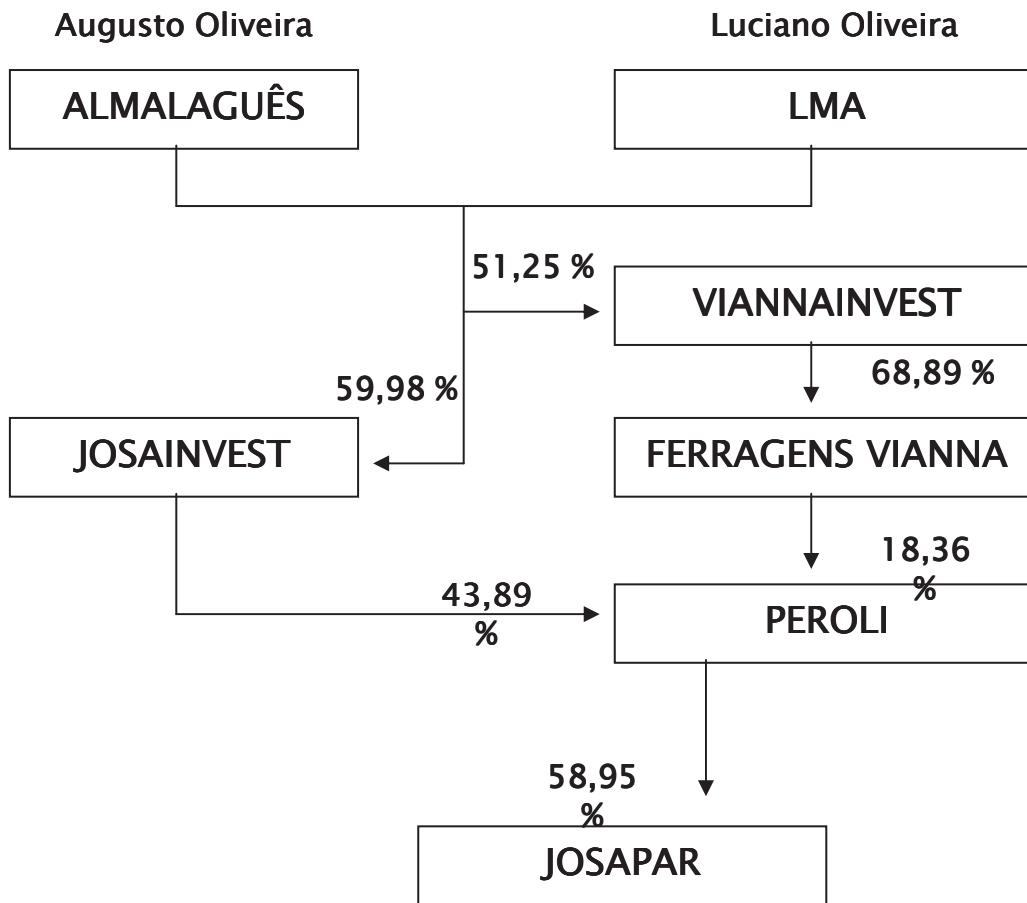 Augusto Oliveira
Luciano Oliveira
ALMALAGUÊS
LMA
51,25 %
VIANNAINVEST
59,98 %
68,89 %
JOSAINVEST
FERRAGENS VIANNA
18,36
%
43,89
%
PEROLI
58,95
%
JOSAPAR